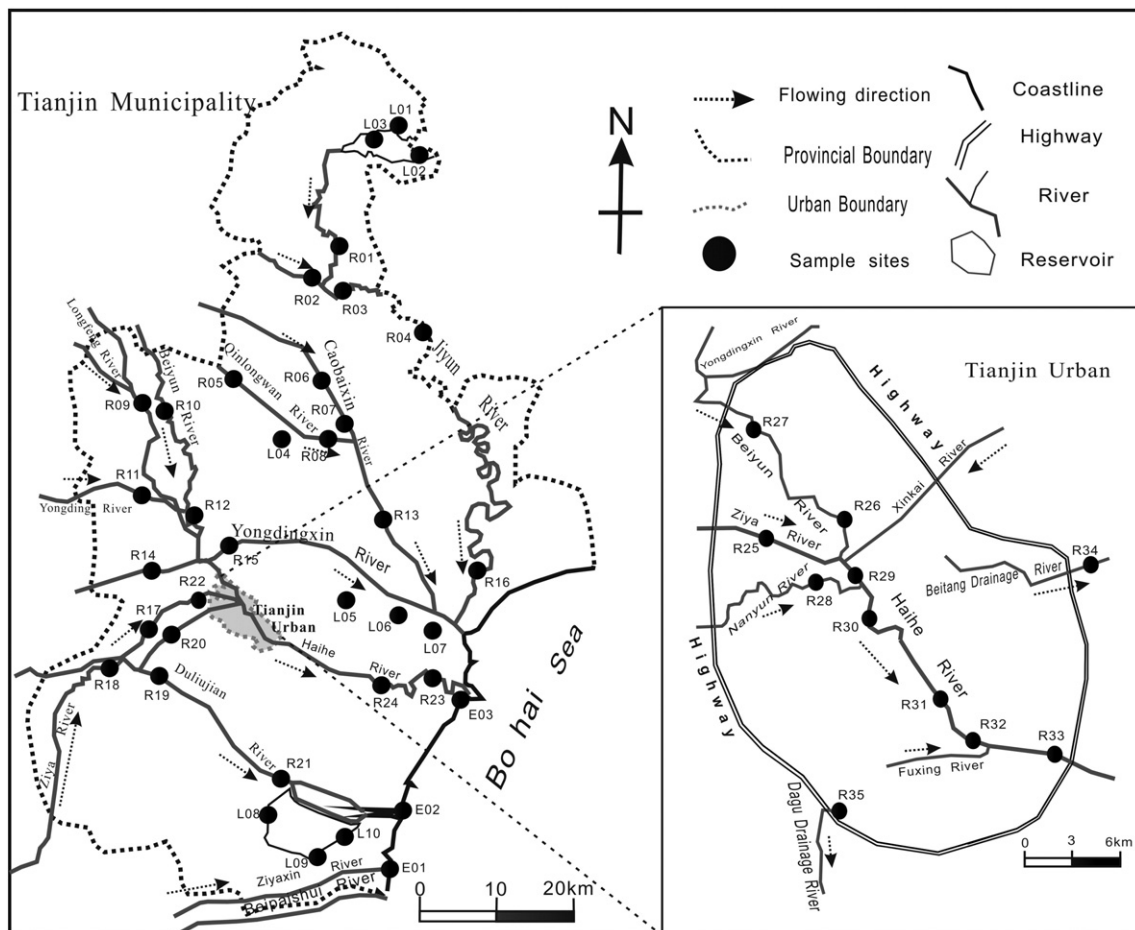 Tianjin Municipality
L01
L03
L02
N
Flowing direction
Coastline
Provincial Boundary
Highway
Urban Boundary
River
Sample sites
Reservoir
R01
R02
R03
R04
Jiyun
River
Longfeng River
Beiyun
River
R09
R10
Qinlongwan
River
R05
R06
Caobaixin
River
R07
L04
R08
R11
Yongding River
R12
R13
Yongdingxin
River
R14
R15
R16
R22
R17
R20
Tianjin
Urban
L05
L06
L07
Haihe
River
R18
R19
Duliujian
River
R24
R23
E03
Ziya
River
Bo hai Sea
R21
L08
E02
L10
L09
Ziyaxin River
E01
Beipaishui River
0 10 20km
Tianjin Urban
Yongdingxin River
Highway
R27
Beiyun
River
Xinkai
River
R26
Ziya
River
R25
R29
Nanyun River
R28
R30
R34
Beitang Drainage River
Haihe
River
Highway
R31
R32
R33
Fuxing River
R35
Dagu Drainage River
0 3 6km